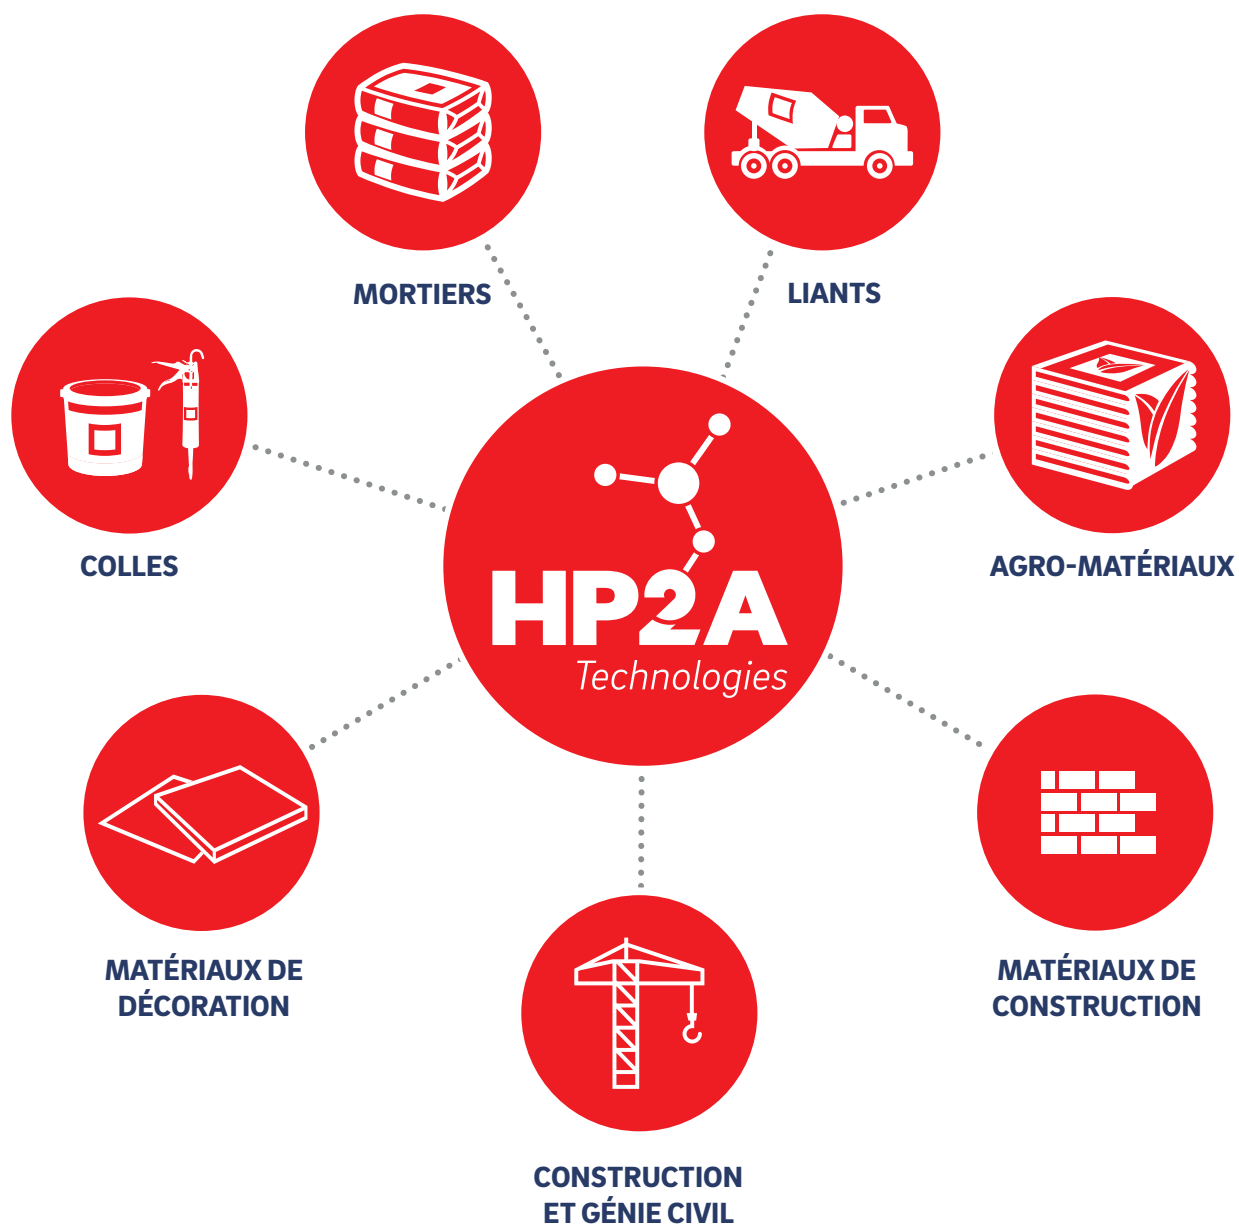 MORTIERS
LIANTS
COLLES
AGRO-MATÉRIAUX
HP2A
Technologies
MATÉRIAUX DE
DÉCORATION
MATÉRIAUX DE
CONSTRUCTION
CONSTRUCTION
ET GÉNIE CIVIL